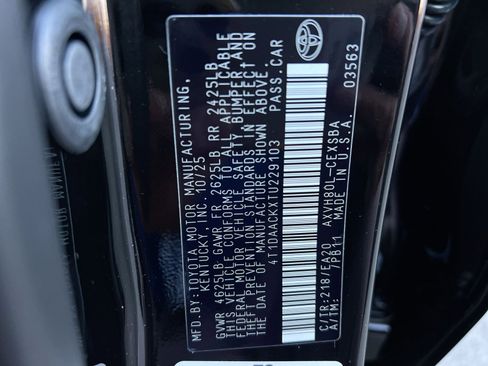 MFD.BY:TOYOTA MOTOR MANUFACTURING,
KENTUCKY, INC. 10/25
GVWR 4625LB GAWR FR 2625LB RR 2425LB
THIS VEHICLE CONFORMS TO ALL APPLICABLE
FEDERAL MOTOR VEHICLE SAFETY, BUMPER, AND
THEFT PREVENTION STANDARDS IN EFFECT ON
THE DATE OF MANUFACTURE SHOWN ABOVE.
4T1DAACKXTU229103 PASS.CAR
C/TR:218/EA20 AXVH80L-CEXSBA
A/TM: /PB11 MADE IN U.S.A.
03563